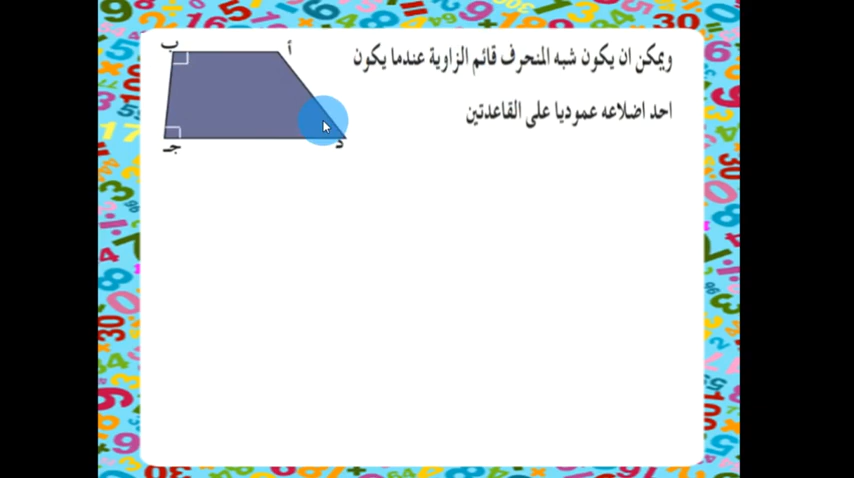 ويمكن ان يكون شبه المنحرف قائم الزاوية عندما يكون
احد اضلاعه عموديا على القاعدتين
ب
أ
جـ
د